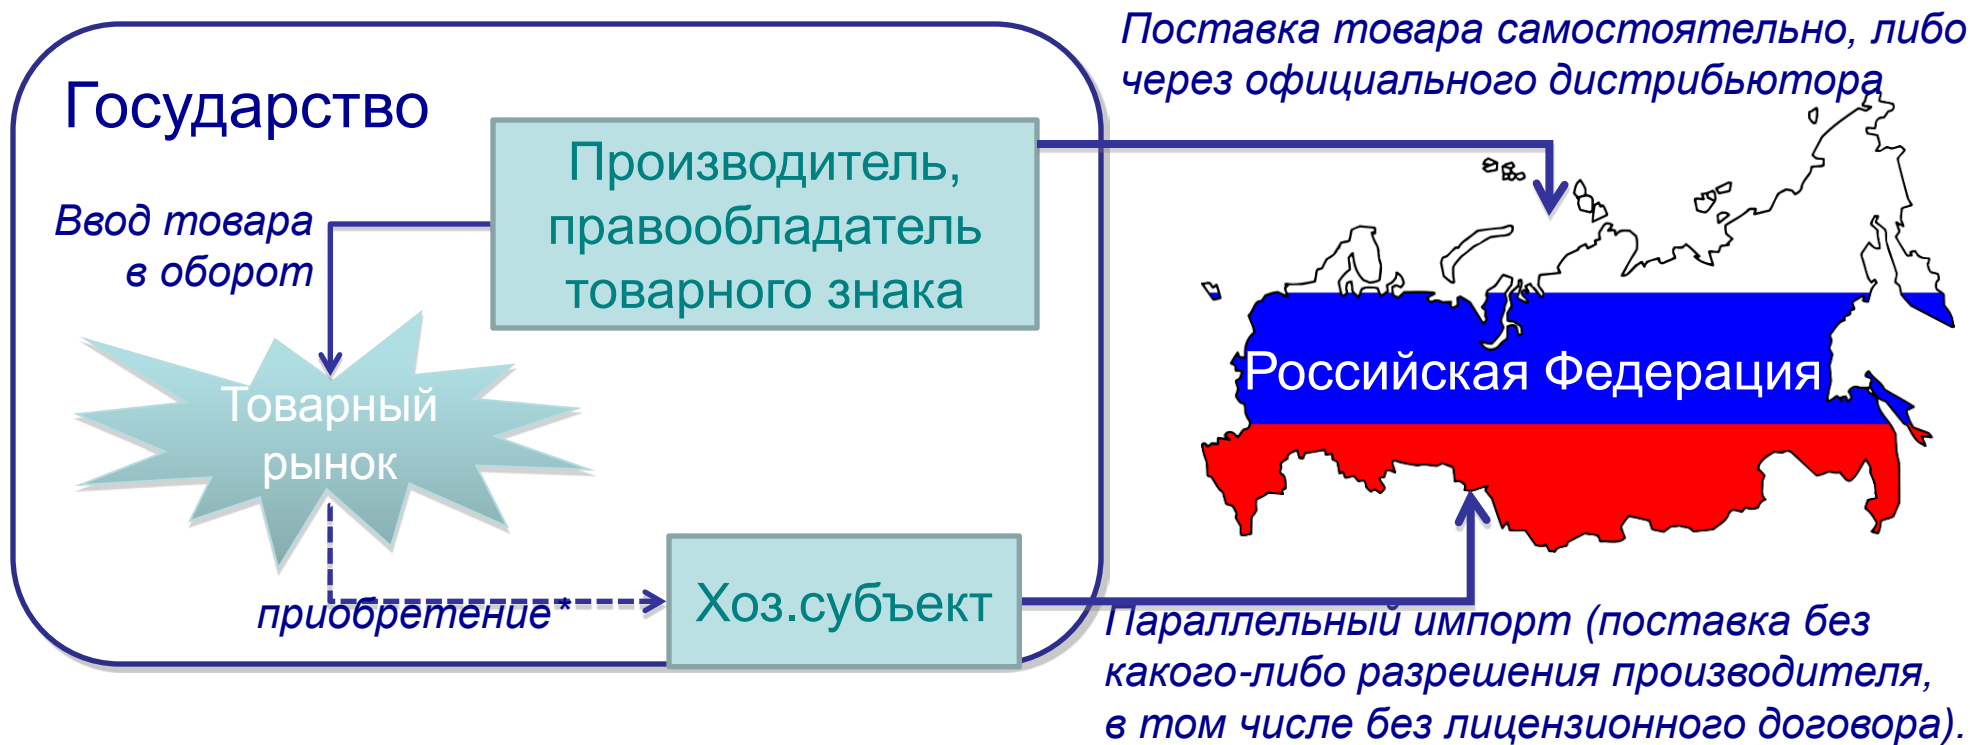 Поставка товара самостоятельно, либо
через официального дистрибьютора
Государство
Производитель,
правообладатель
товарного знака
Ввод товара
в оборот
Российская Федерация
Товарный
рынок
приобретение*
Хоз.субъект
Параллельный импорт (поставка без
какого-либо разрешения производителя,
в том числе без лицензионного договора).